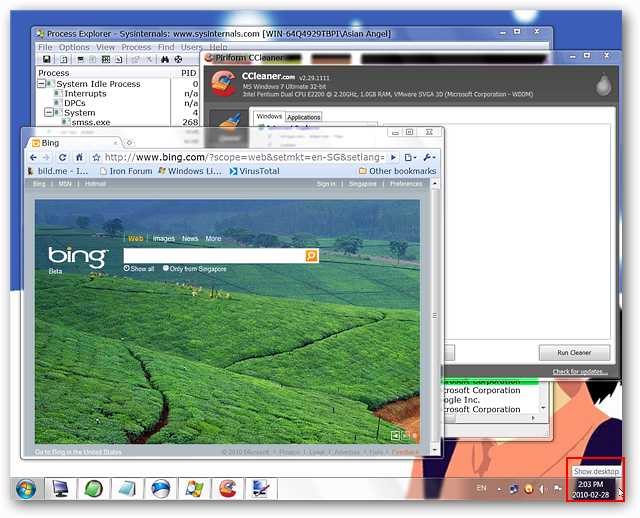 Process Explorer - Sysinternals: www.sysinternals.com [WIN-64Q4929TBPI\Asian Angel]
File Options View Process Find Users Help
Process PID
System Idle Process 0
Interrupts n/a
DPCs n/a
System 4
smss.exe 268
Piriform CCleaner
CCleaner.com v2.29.1111
MS Windows 7 Ultimate 32-bit
Intel Pentium Dual CPU E2200 @ 2.20GHz, 1.0GB RAM, VMware SVGA 3D (Microsoft Corporation - WDDM)
Windows Applications
Bing
http://www.bing.com/?scope=web&setmkt=en-SG&setlang=
bild.me - I... Iron Forum Windows Li... VirusTotal Other bookmarks
Bing | MSN | Hotmail Sign in | Singapore | Preferences
Web Images News More
bing
Beta
Show all Only from Singapore
Run Cleaner
Check for updates...
crosoft Corporation
ogle Inc.
crosoft Corporation
Go to Bing in the United States © 2010 Microsoft | Privacy | Legal | Advertise | Help | Feedback
Show desktop
EN 2:03 PM
2010-02-28